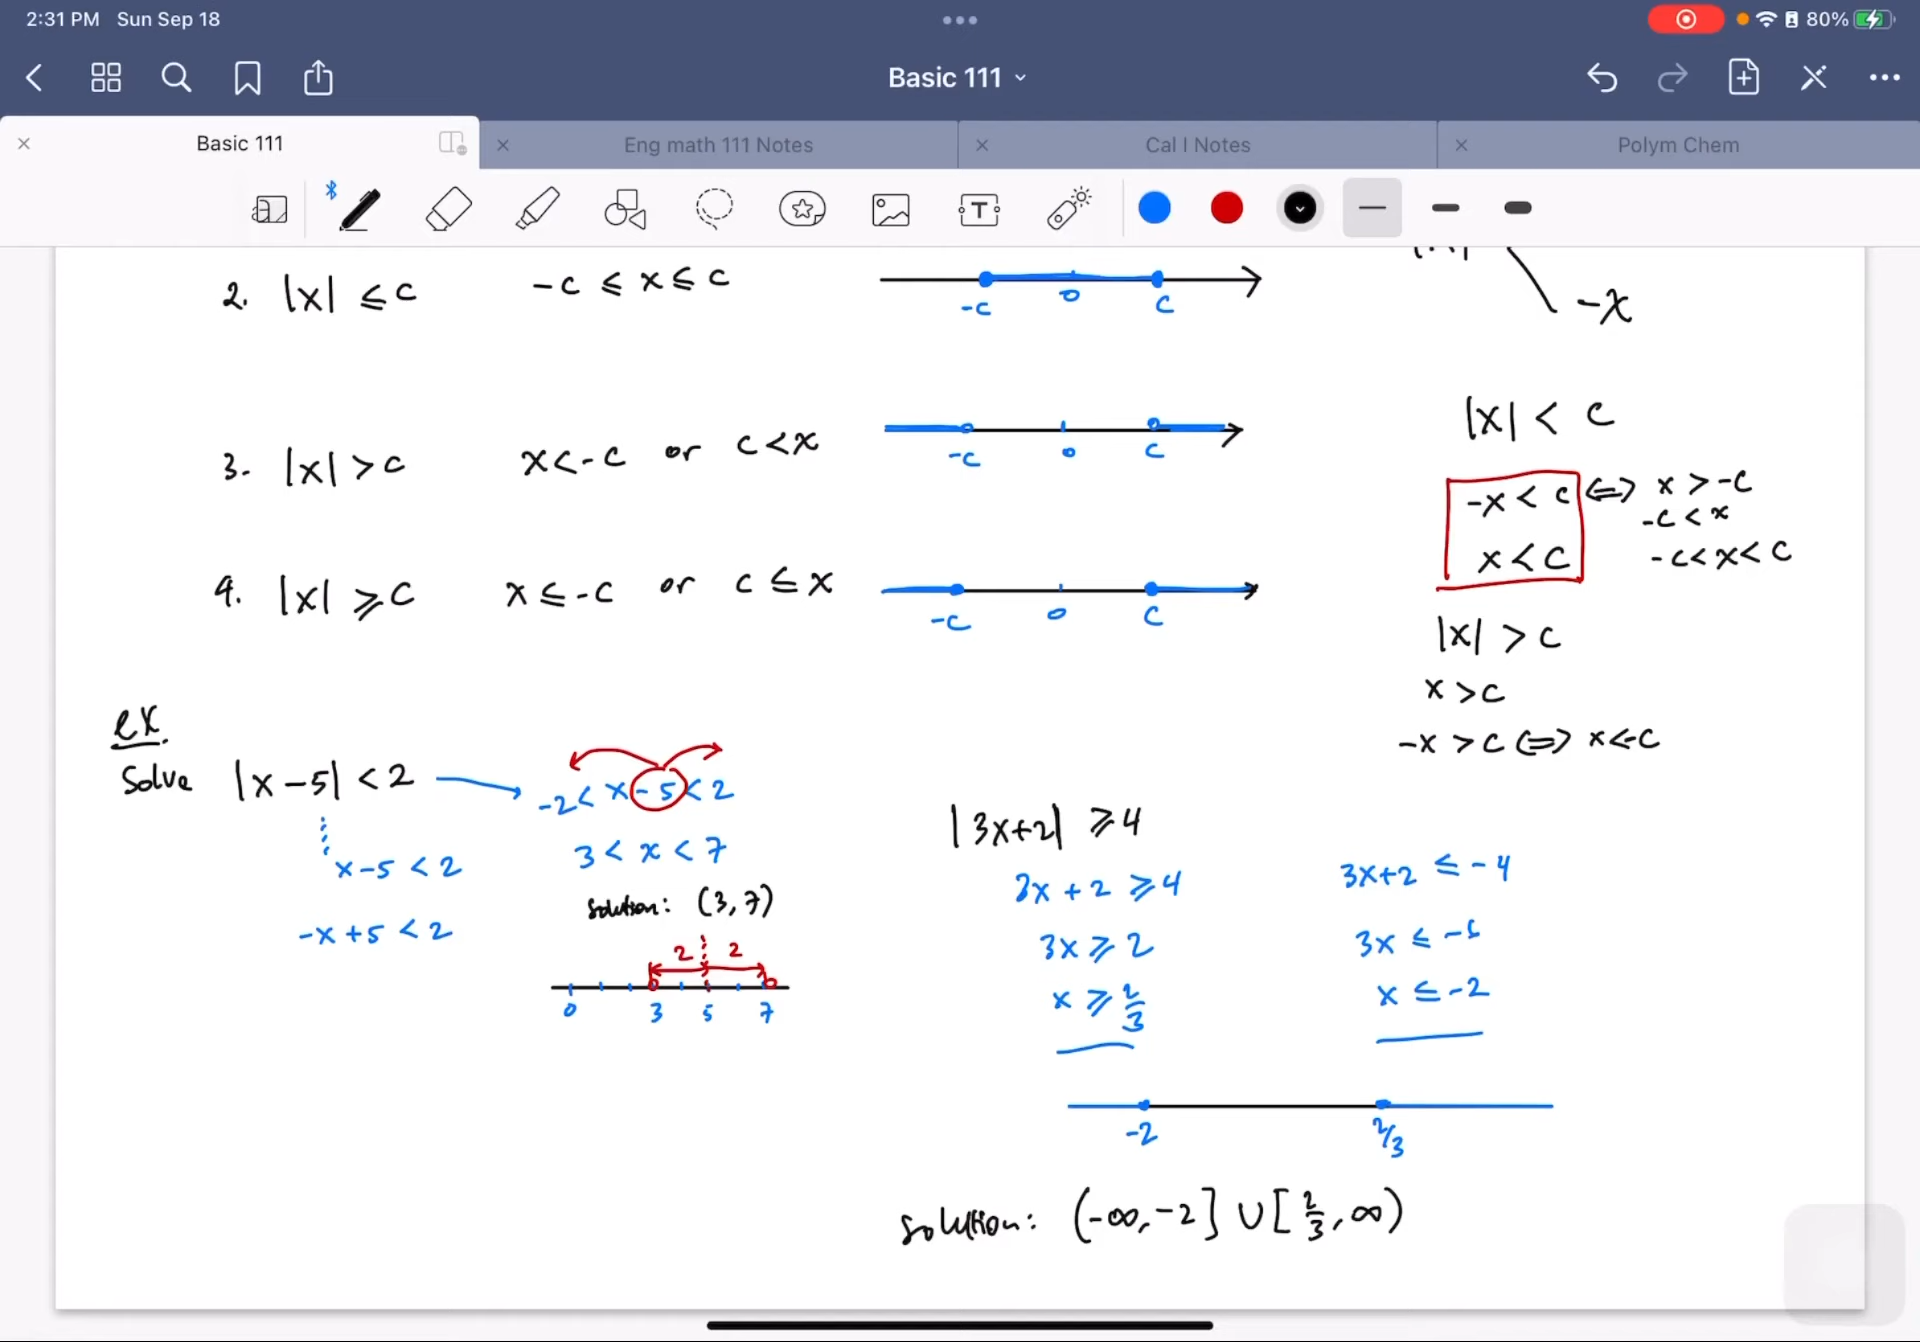 2:31 PM Sun Sep 18
80%
Basic 111
Basic 111
Eng math 111 Notes
Cal I Notes
Polym Chem
2. |x| ≤ c -c ≤ x ≤ c
-c 0 c
-x
3. |x| > c x < -c or c < x
-c 0 c
4. |x| ≥ c x ≤ -c or c ≤ x
-c 0 c
|x| < c
-x < c ⟺ x > -c
-c < x
x < c -c < x < c
|x| > c
x > c
-x > c ⟺ x < -c
ex.
Solve |x - 5| < 2
x - 5 < 2
-x + 5 < 2
-2 < x - 5 < 2
3 < x < 7
solution: (3, 7)
2 2
0 3 5 7
|3x+2| ≥ 4
3x + 2 ≥ 4
3x ≥ 2
x ≥ 2/3
3x+2 ≤ -4
3x ≤ -6
x ≤ -2
-2 2/3
solution: (-∞, -2] ∪ [2/3, ∞)